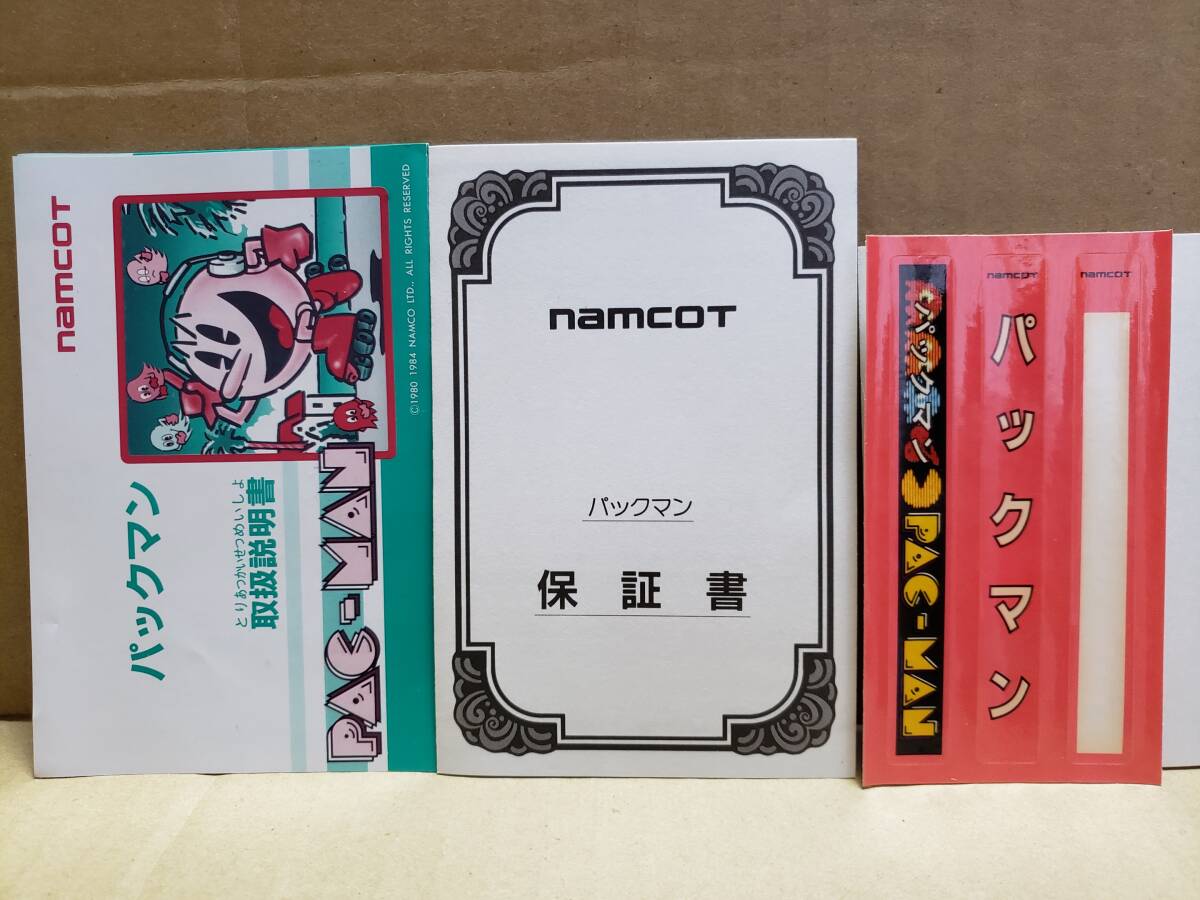 namcoT
パックマン
とりあつかいせつめいしょ
取扱説明書
PAC-MAN
©1980 1984 NAMCO LTD., ALL RIGHTS RESERVED
namcoT
パックマン
保証書
パックマン
PAC-MAN
namcoT
パックマン
namcoT